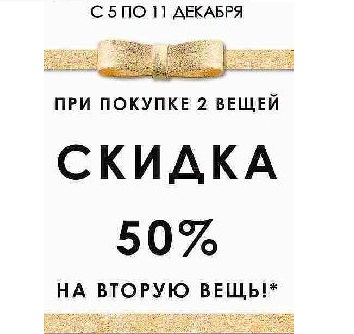 С 5 ПО 11 ДЕКАБРЯ
ПРИ ПОКУПКЕ 2 ВЕЩЕЙ
СКИДКА
50%
НА ВТОРУЮ ВЕЩЬ!*